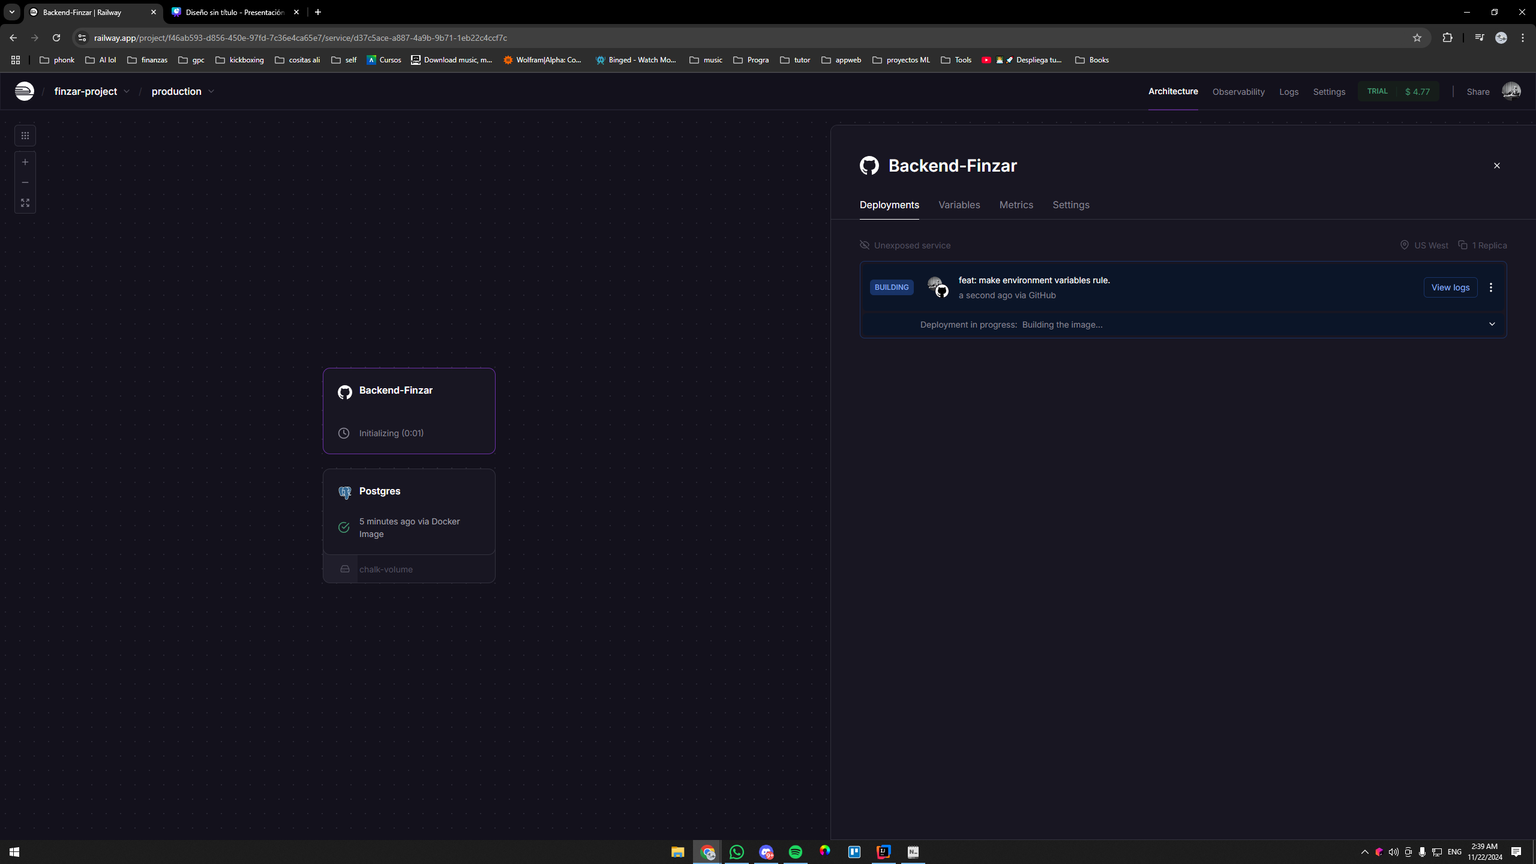 Backend-Finzar | Railway
Diseño sin título - Presentación
railway.app/project/f46ab593-d856-450e-97fd-7c36e4ca65e7/service/d37c5ace-a887-4a9b-9b71-1eb22c4ccf7c
phonk
AI lol
finanzas
gpc
kickboxing
cositas ali
self
Cursos
Download music, m...
Wolfram|Alpha: Co...
Binged - Watch Mo...
music
Progra
tutor
appweb
proyectos ML
Tools
Despliega tu...
Books
finzar-project
production
Architecture
Observability
Logs
Settings
TRIAL
$ 4.77
Share
Backend-Finzar
Deployments
Variables
Metrics
Settings
Unexposed service
US West
1 Replica
BUILDING
feat: make environment variables rule.
a second ago via GitHub
View logs
Deployment in progress: Building the image...
Backend-Finzar
Initializing (0:01)
Postgres
5 minutes ago via Docker
Image
chalk-volume
ENG
2:39 AM
11/22/2024